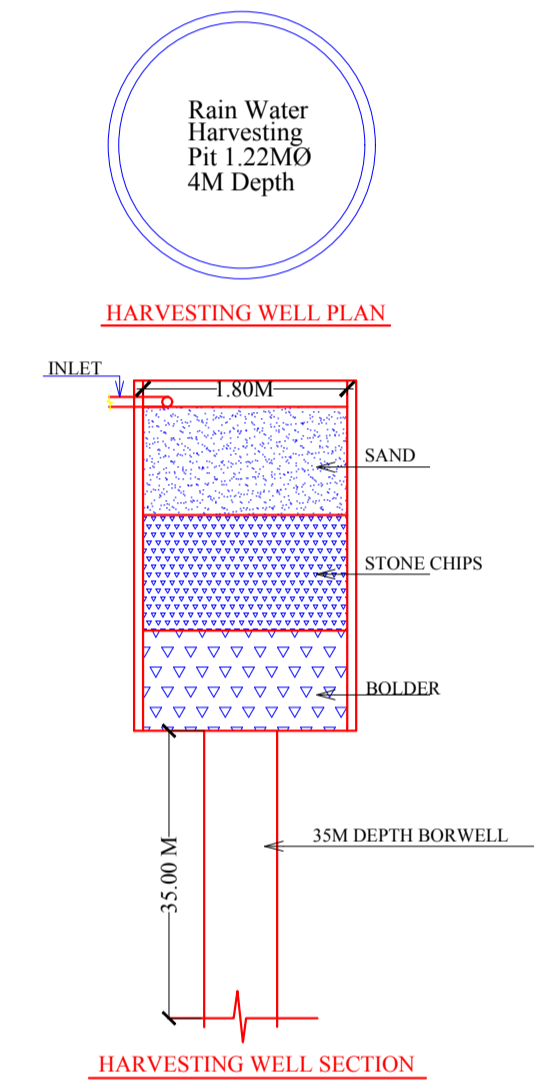 Rain Water
Harvesting
Pit 1.22MØ
4M Depth
HARVESTING WELL PLAN
INLET
1.80M
SAND
STONE CHIPS
BOLDER
35M DEPTH BORWELL
35.00 M
HARVESTING WELL SECTION